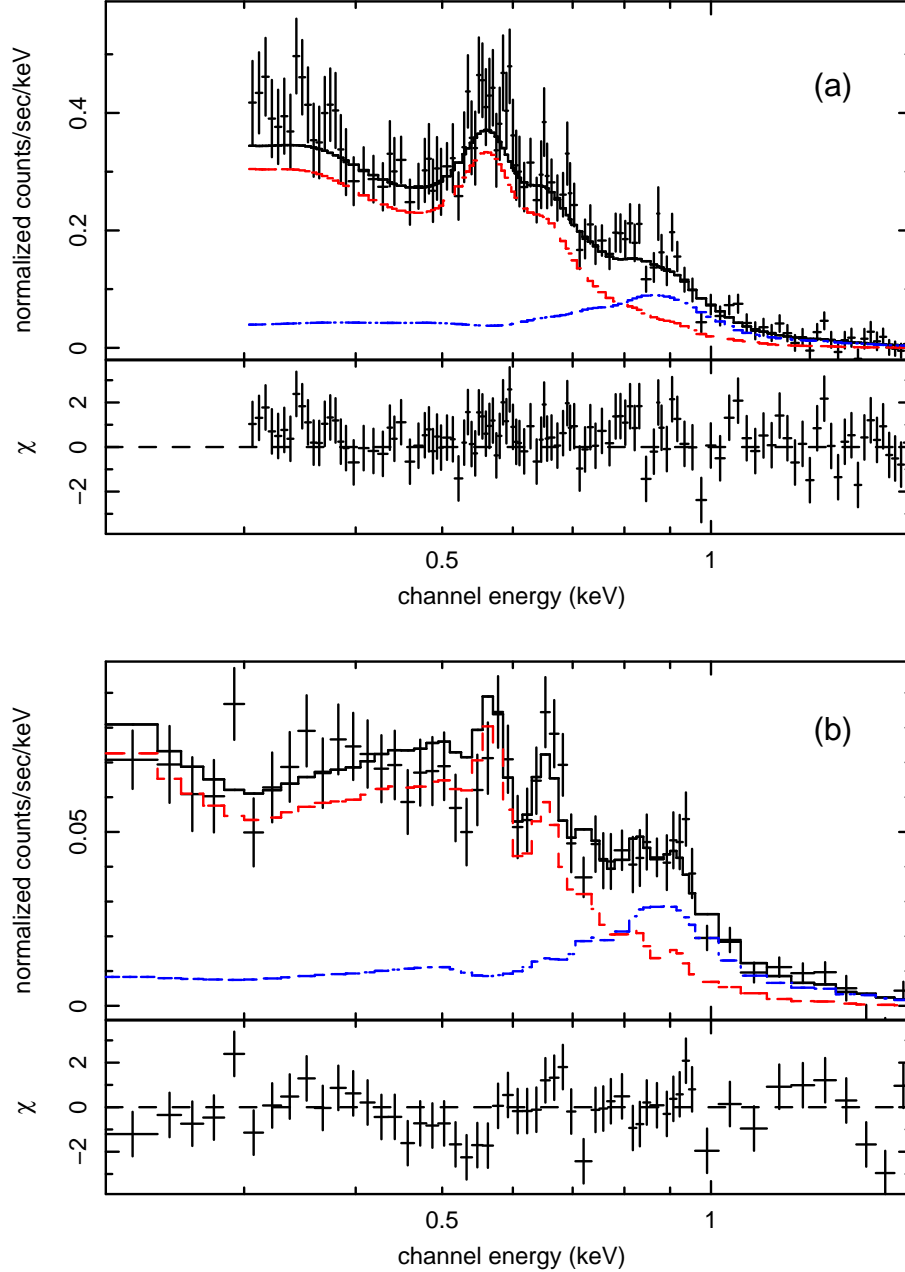 (a)
normalized counts/sec/keV
0.4
0.2
0
χ
2
0
−2
0.5
1
channel energy (keV)
(b)
normalized counts/sec/keV
0.05
0
χ
2
0
−2
0.5
1
channel energy (keV)